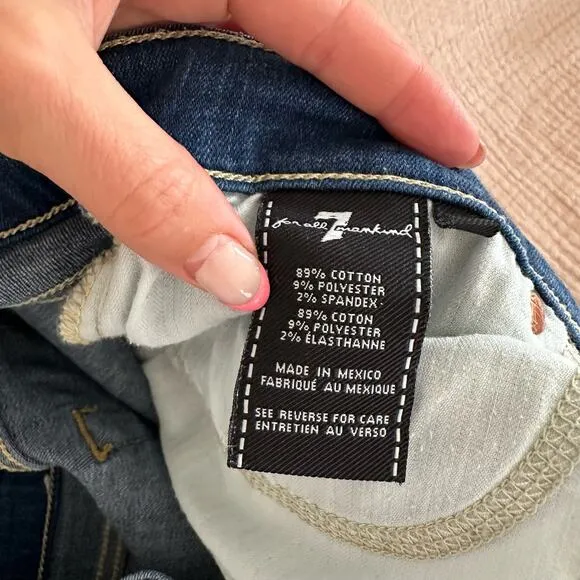 for all 7 mankind
89% COTTON
9% POLYESTER
2% SPANDEX
89% COTON
9% POLYESTER
2% ÉLASTHANNE
MADE IN MEXICO
FABRIQUÉ AU MEXIQUE
SEE REVERSE FOR CARE
ENTRETIEN AU VERSO